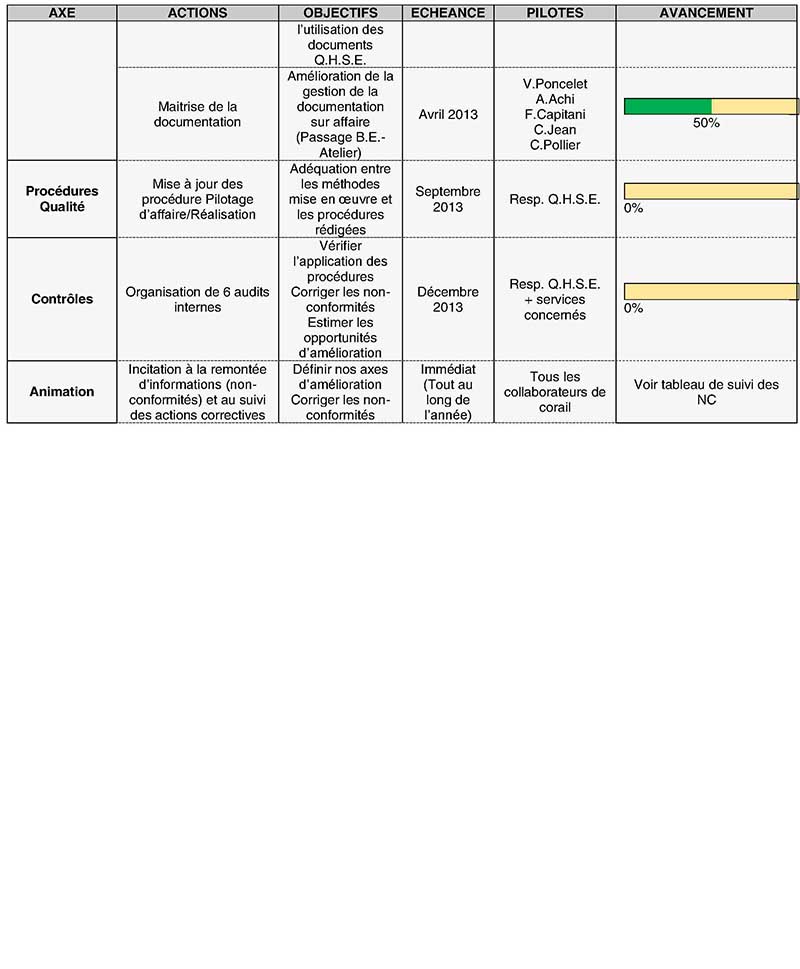 AXE ACTIONS OBJECTIFS ECHEANCE PILOTES AVANCEMENT
l'utilisation des
documents
Q.H.S.E.
Maitrise de la
documentation
Amélioration de la
gestion de la
documentation
sur affaire
(Passage B.E.-
Atelier)
Avril 2013
V.Poncelet
A.Achi
F.Capitani
C.Jean
C.Pollier
50%
Procédures
Qualité
Mise à jour des
procédure Pilotage
d'affaire/Réalisation
Adéquation entre
les méthodes
mise en œuvre et
les procédures
rédigées
Septembre
2013
Resp. Q.H.S.E.
0%
Contrôles
Organisation de 6 audits
internes
Vérifier
l'application des
procédures
Corriger les non-
conformités
Estimer les
opportunités
d'amélioration
Décembre
2013
Resp. Q.H.S.E.
+ services
concernés
0%
Animation
Incitation à la remontée
d'informations (non-
conformités) et au suivi
des actions correctives
Définir nos axes
d'amélioration
Corriger les non-
conformités
Immédiat
(Tout au
long de
l'année)
Tous les
collaborateurs de
corail
Voir tableau de suivi des
NC